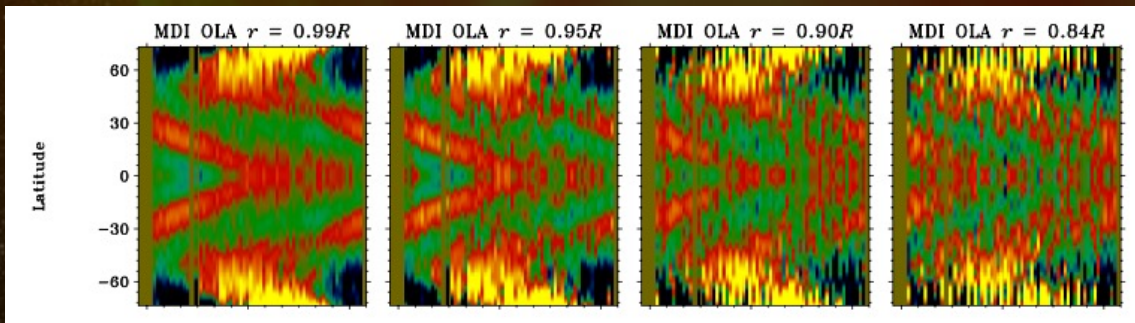 MDI OLA r = 0.99R MDI OLA r = 0.95R MDI OLA r = 0.90R MDI OLA r = 0.84R
60
30
0
-30
-60
Latitude